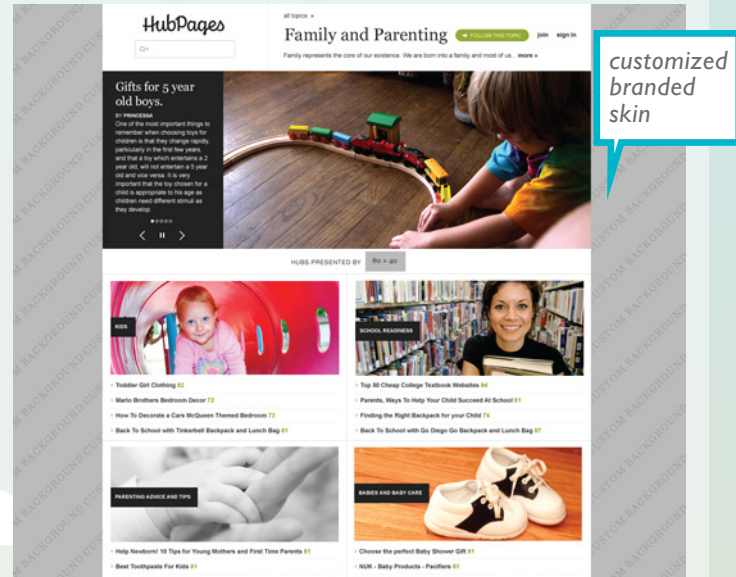 HubPages
all topics »
Family and Parenting
FOLLOW THIS TOPIC
join
sign in
Family represents the core of our existence. We are born into a family and most of us... more »
customized
branded
skin
Gifts for 5 year
old boys.
BY PRINCESSA
One of the most important things to
remember when choosing toys for
children is that they change rapidly,
particularly in the first few years,
and that a toy which entertains a 2
year old, will not entertain a 5 year
old and vice versa. It is very
important that the toy chosen for a
child is appropriate to his age as
children need different stimuli as
they develop.
HUBS PRESENTED BY
80 × 40
KIDS
Toddler Girl Clothing 82
Mario Brothers Bedroom Decor 72
How To Decorate a Cars McQueen Themed Bedroom 73
Back To School with Tinkerbell Backpack and Lunch Bag 81
SCHOOL READINESS
Top 50 Cheap College Textbook Websites 84
Parents, Ways To Help Your Child Succeed At School 81
Finding the Right Backpack for your Child 74
Back To School with Go Diego Go Backpack and Lunch Bag 87
PARENTING ADVICE AND TIPS
Help Newborn! 10 Tips for Young Mothers and First Time Parents 81
Best Toothpaste For Kids 81
BABIES AND BABY CARE
Choose the perfect Baby Shower Gift 81
NUK - Baby Products - Pacifiers 81
CUSTOM BACKGROUND